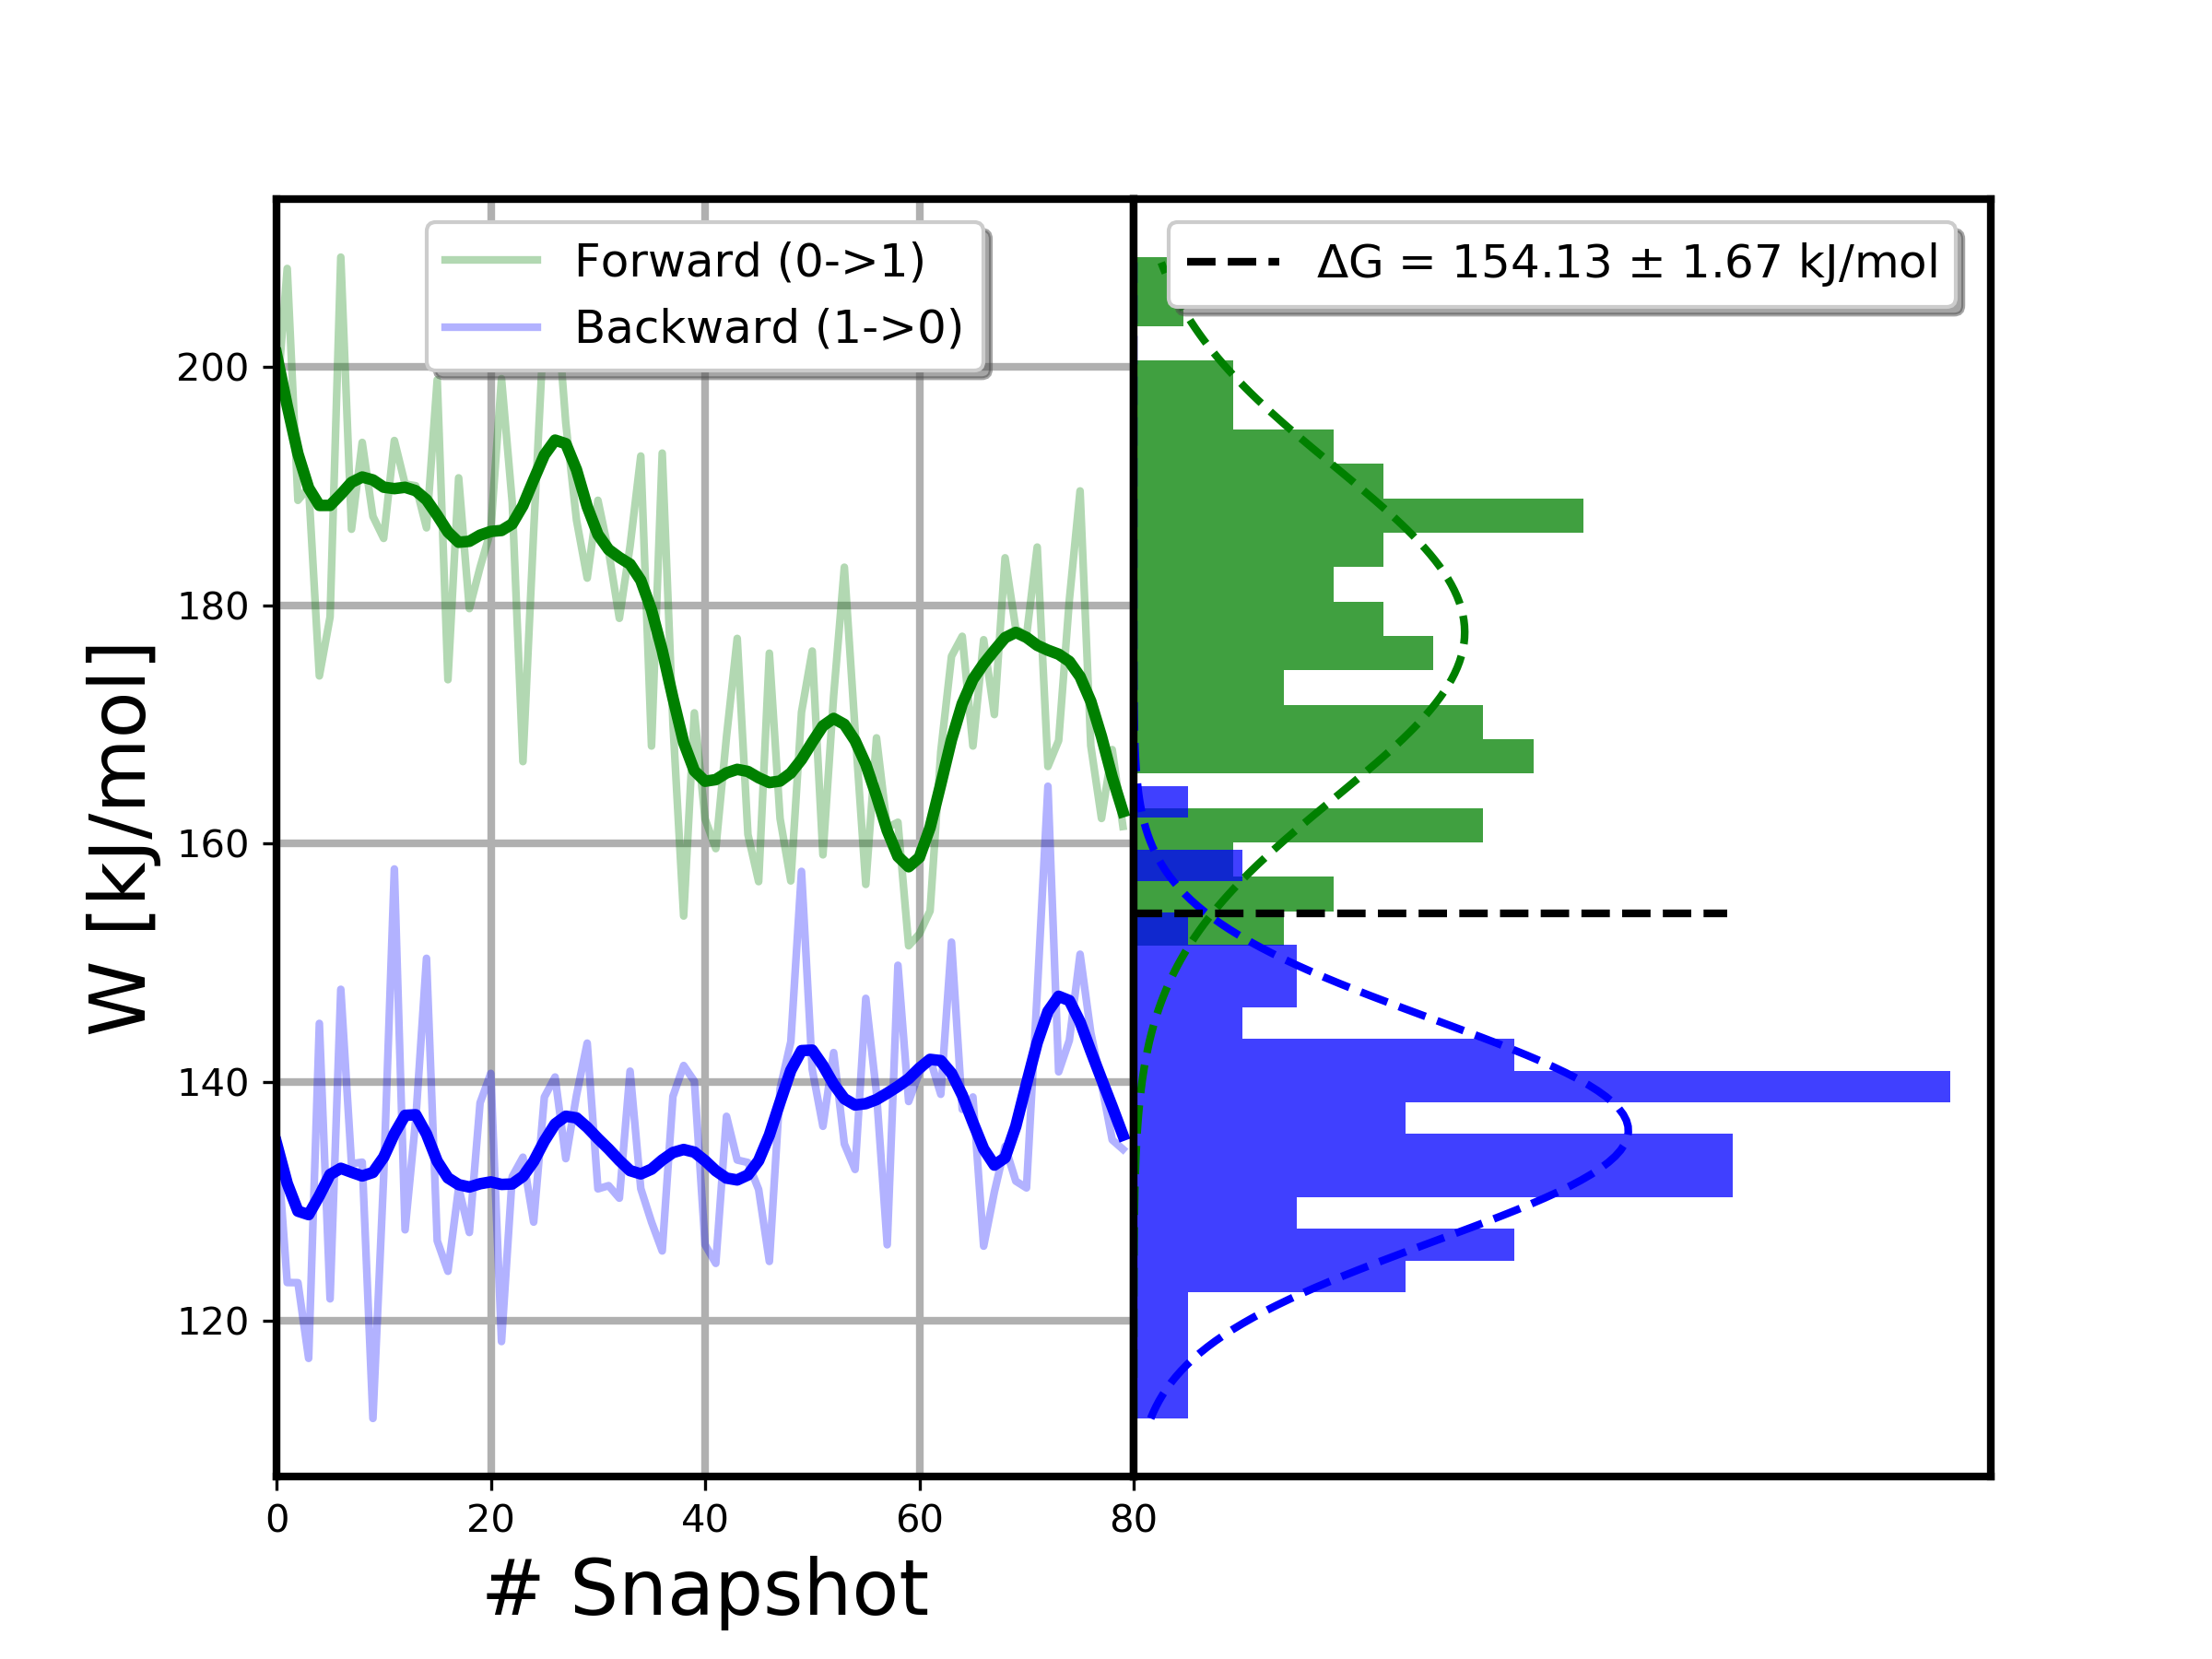 Forward (0->1)
Backward (1->0)
ΔG = 154.13 ± 1.67 kJ/mol
W [kJ/mol]
200
180
160
140
120
0 20 40 60 80
# Snapshot